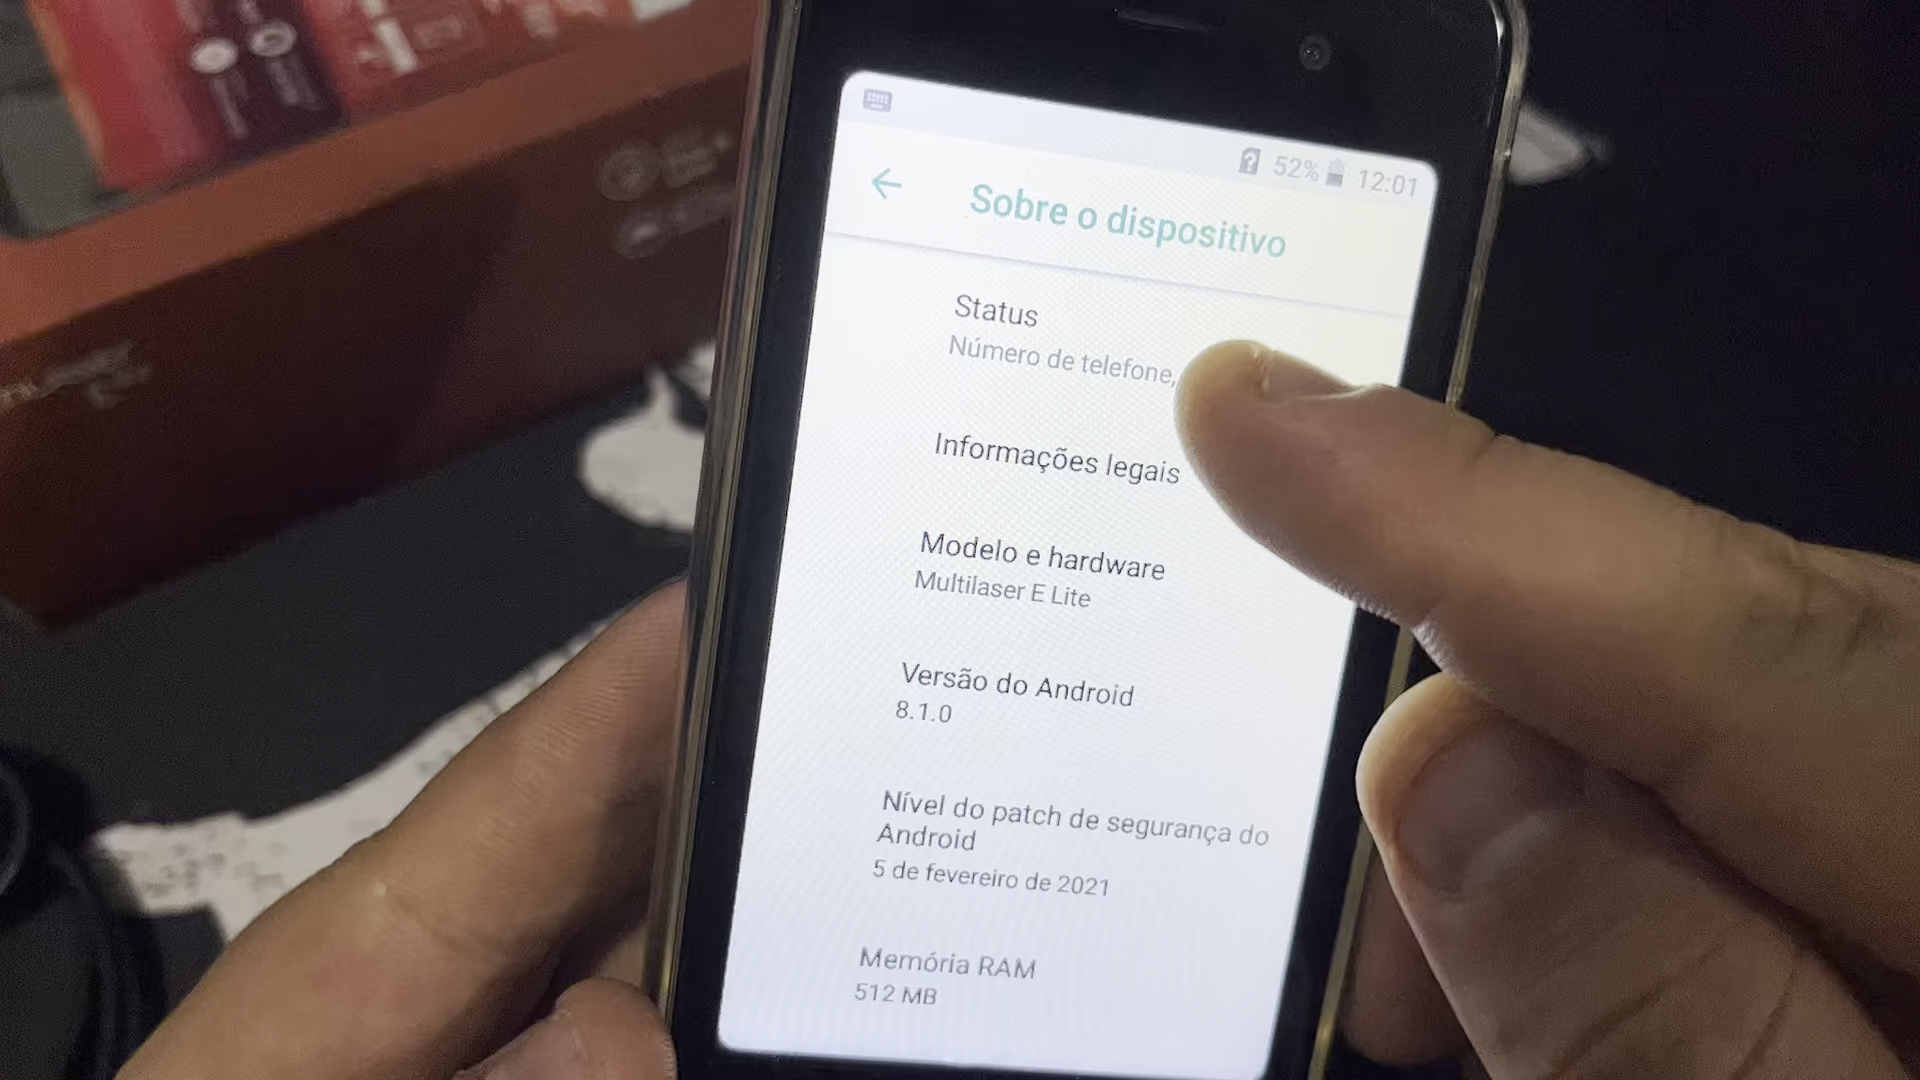 52% 12:01
Sobre o dispositivo
Status
Número de telefone,
Informações legais
Modelo e hardware
Multilaser E Lite
Versão do Android
8.1.0
Nível do patch de segurança do
Android
5 de fevereiro de 2021
Memória RAM
512 MB